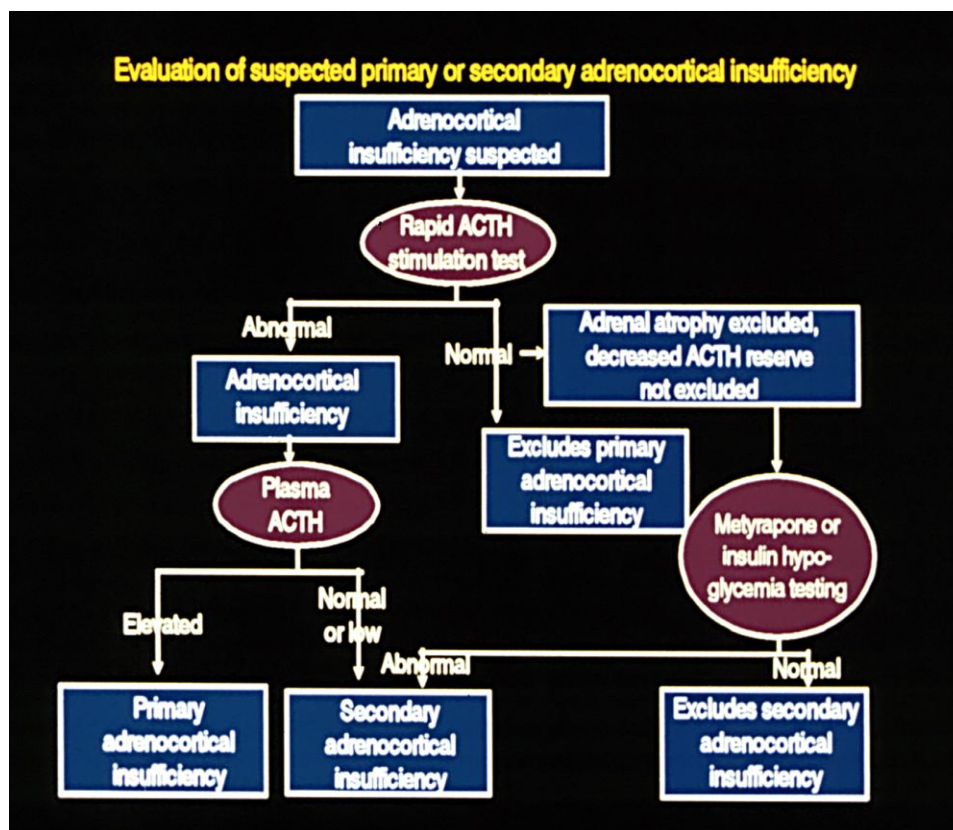 Evaluation of suspected primary or secondary adrenocortical insufficiency
Adrenocortical
insufficiency suspected
Rapid ACTH
stimulation test
Abnormal
Normal
Adrenal atrophy excluded,
decreased ACTH reserve
not excluded
Adrenocortical
insufficiency
Excludes primary
adrenocortical
insufficiency
Plasma
ACTH
Metyrapone or
insulin hypo-
glycemia testing
Elevated
Normal
or low
Abnormal
Normal
Primary
adrenocortical
insufficiency
Secondary
adrenocortical
insufficiency
Excludes secondary
adrenocortical
insufficiency